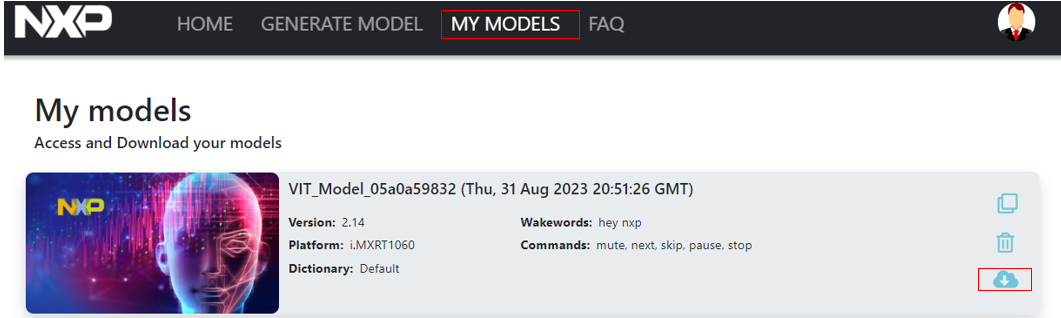 NXP
HOME GENERATE MODEL MY MODELS FAQ
My models
Access and Download your models
NXP
VIT_Model_05a0a59832 (Thu, 31 Aug 2023 20:51:26 GMT)
Version: 2.14 Wakewords: hey nxp
Platform: i.MXRT1060 Commands: mute, next, skip, pause, stop
Dictionary: Default